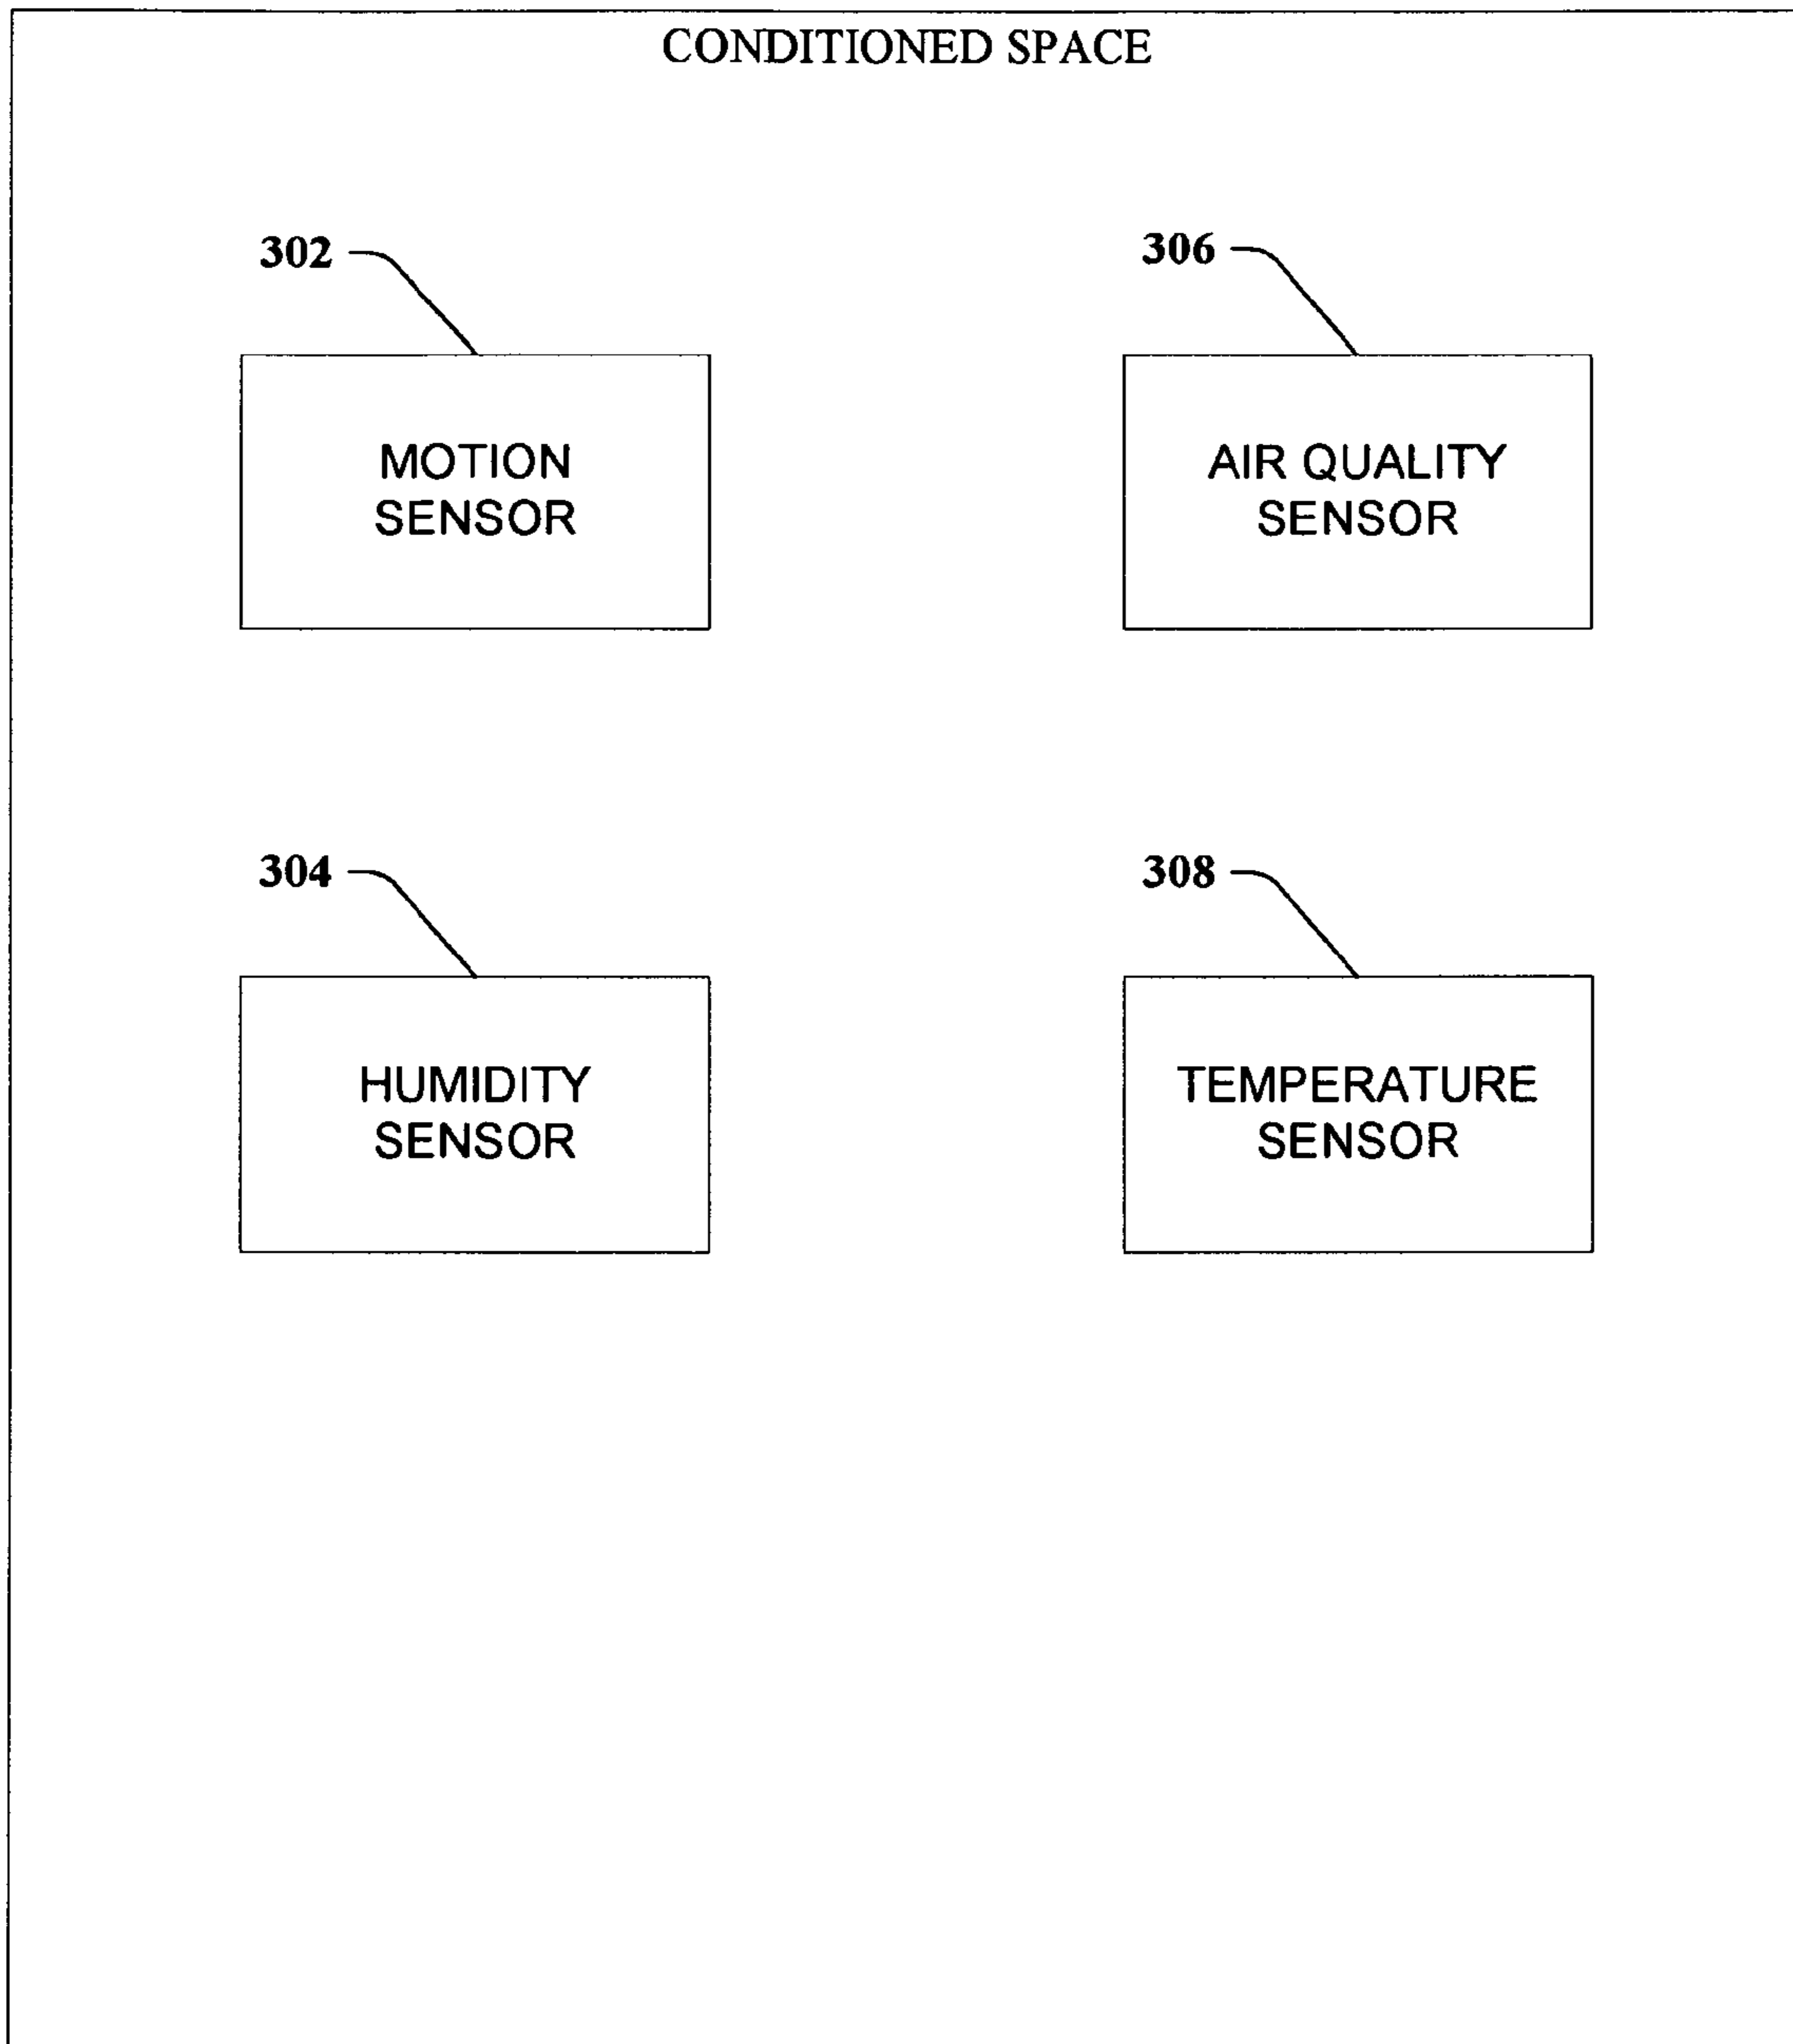 CONDITIONED SPACE
302
MOTION
SENSOR
306
AIR QUALITY
SENSOR
304
HUMIDITY
SENSOR
308
TEMPERATURE
SENSOR